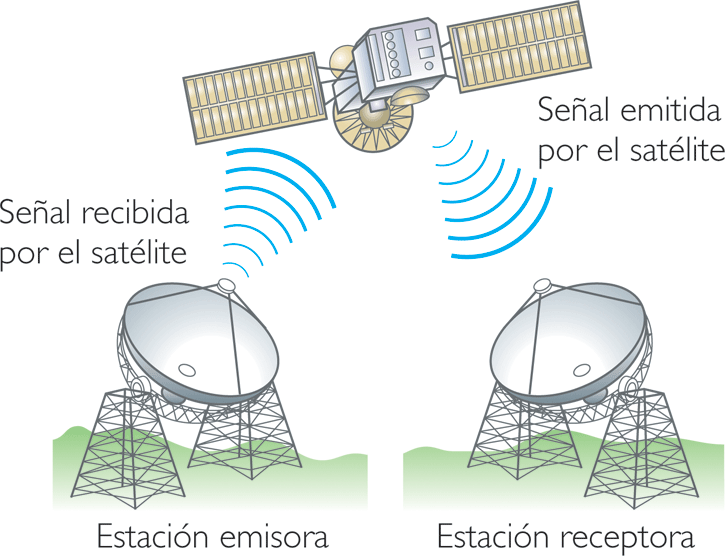 Señal emitida
por el satélite
Señal recibida
por el satélite
Estación emisora
Estación receptora